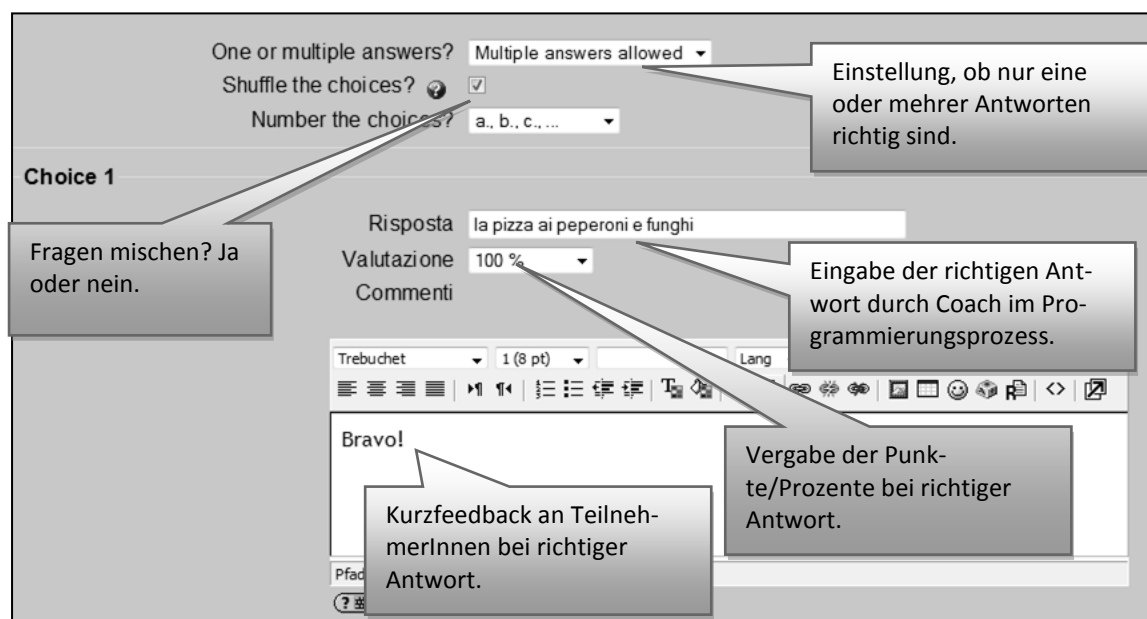 One or multiple answers? Multiple answers allowed
Shuffle the choices?
Number the choices? a., b., c., ...
Einstellung, ob nur eine
oder mehrer Antworten
richtig sind.
Choice 1
Fragen mischen? Ja
oder nein.
Risposta la pizza ai peperoni e funghi
Valutazione 100 %
Commenti
Eingabe der richtigen Ant-
wort durch Coach im Pro-
grammierungsprozess.
Trebuchet 1 (8 pt) Lang
Bravo!
Vergabe der Punk-
te/Prozente bei richtiger
Antwort.
Kurzfeedback an Teilneh-
merInnen bei richtiger
Antwort.
Pfad